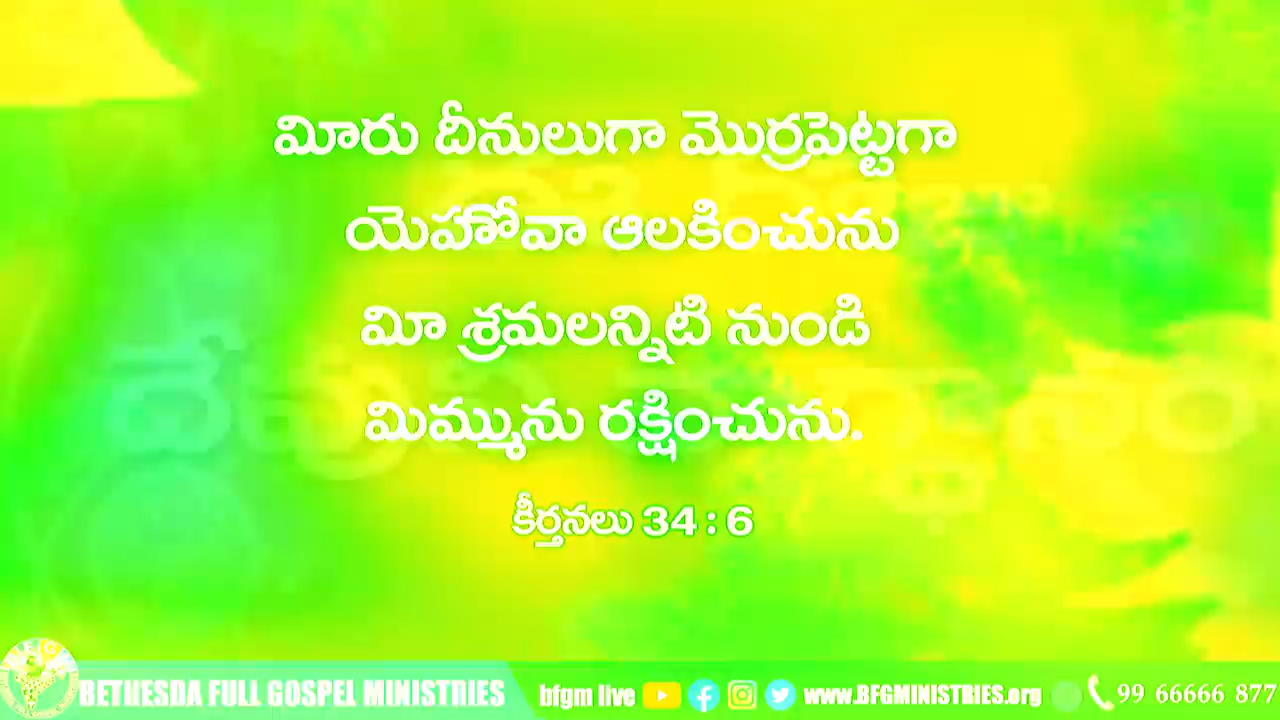 మీరు దీనులుగా మొర్రపెట్టగా
యెహోవా ఆలకించును
మీ శ్రమలన్నిటి నుండి
మిమ్మును రక్షించును.
కీర్తనలు 34 : 6
BETHESDA FULL GOSPEL MINISTRIES bfgm live www.BFGMINISTRIES.org 99 66666 877